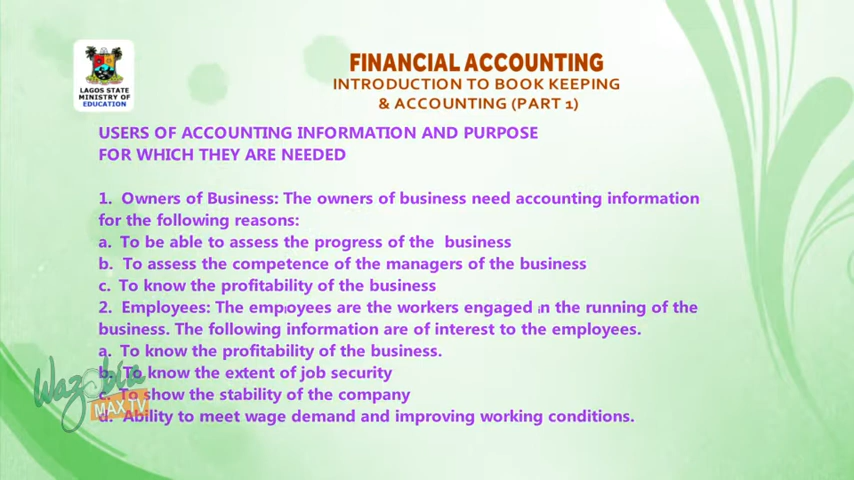 LAGOS STATE
MINISTRY OF
EDUCATION
FINANCIAL ACCOUNTING
INTRODUCTION TO BOOK KEEPING
& ACCOUNTING (PART 1)
USERS OF ACCOUNTING INFORMATION AND PURPOSE
FOR WHICH THEY ARE NEEDED
1. Owners of Business: The owners of business need accounting information
for the following reasons:
a. To be able to assess the progress of the business
b. To assess the competence of the managers of the business
c. To know the profitability of the business
2. Employees: The employees are the workers engaged in the running of the
business. The following information are of interest to the employees.
a. To know the profitability of the business.
b. To know the extent of job security
c. To show the stability of the company
d. Ability to meet wage demand and improving working conditions.
Wazobia
MAX TV